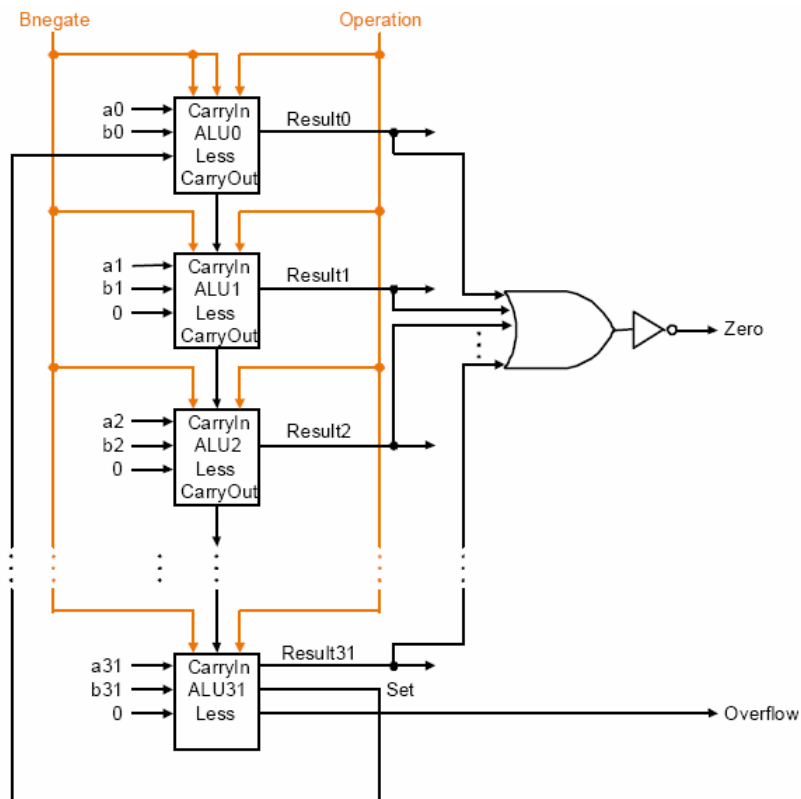 Bnegate Operation
a0 CarryIn
b0 ALU0 Result0
Less
CarryOut
a1 CarryIn
b1 ALU1 Result1
0 Less
CarryOut
Zero
a2 CarryIn
b2 ALU2 Result2
0 Less
CarryOut
a31 CarryIn Result31
b31 ALU31 Set
0 Less Overflow